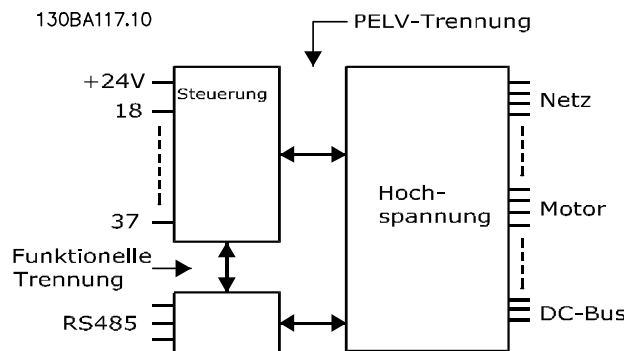 130BA117.10
PELV-Trennung
+24V
Steuerung
18
37
Hoch-
spannung
Netz
Motor
DC-Bus
Funktionelle
Trennung
RS485